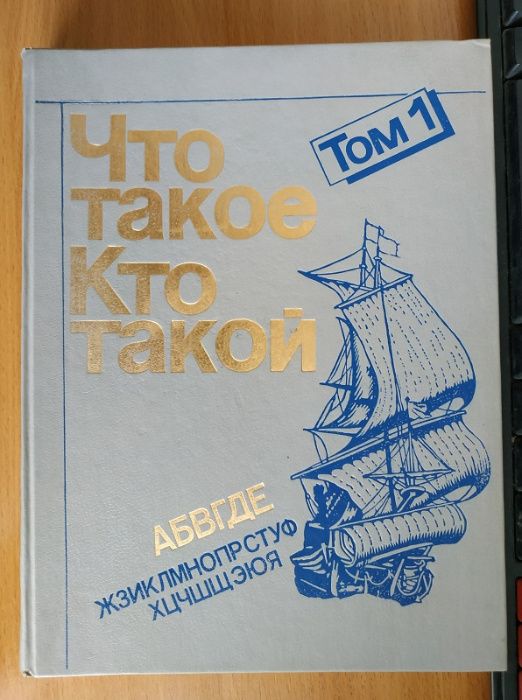 Том 1
Что
такое
Кто
такой
АБВГДЕ
ЖЗИКЛМНОПРСТУФ
ХЦЧШЩЭЮЯ